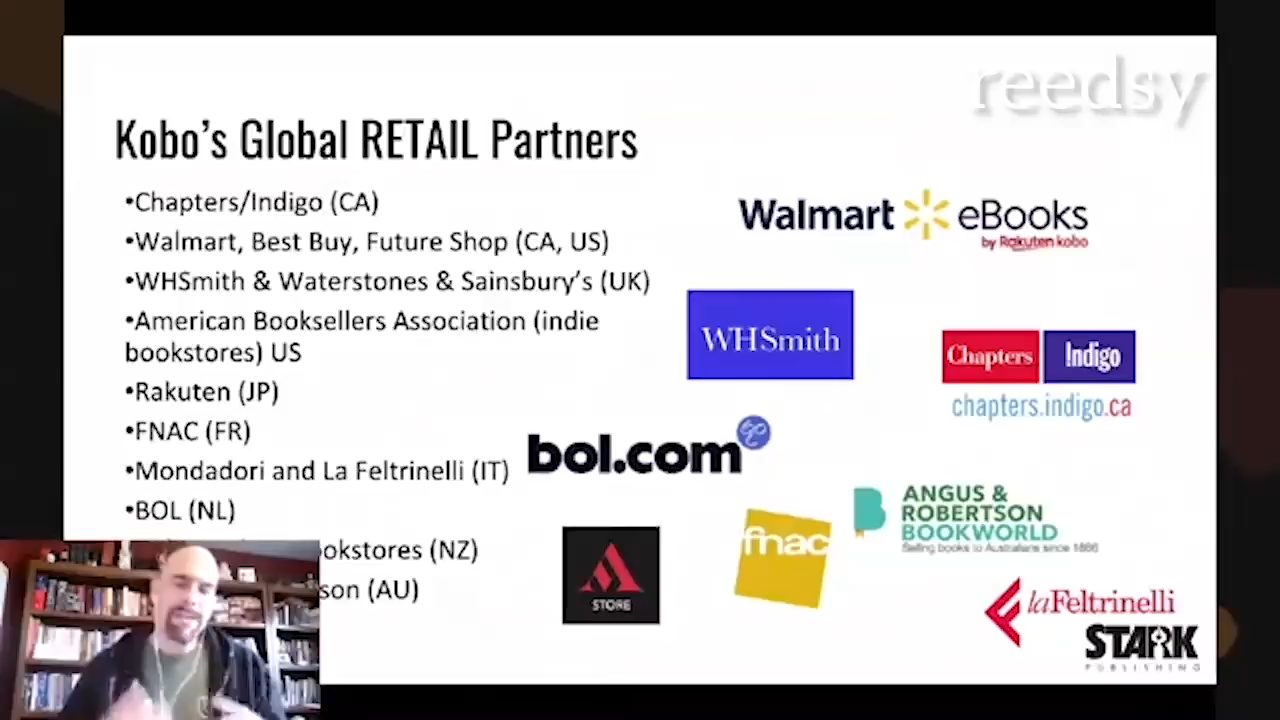 reedsy
Kobo's Global RETAIL Partners
•Chapters/Indigo (CA)
•Walmart, Best Buy, Future Shop (CA, US)
•WHSmith & Waterstones & Sainsbury's (UK)
•American Booksellers Association (indie
bookstores) US
•Rakuten (JP)
•FNAC (FR)
•Mondadori and La Feltrinelli (IT)
•BOL (NL)
okstores (NZ)
son (AU)
Walmart eBooks
by Rakuten kobo
WHSmith
Chapters Indigo
chapters.indigo.ca
bol.com
ANGUS &
ROBERTSON
BOOKWORLD
Selling books to Australians since 1886
fnac
STORE
laFeltrinelli
STARK
PUBLISHING